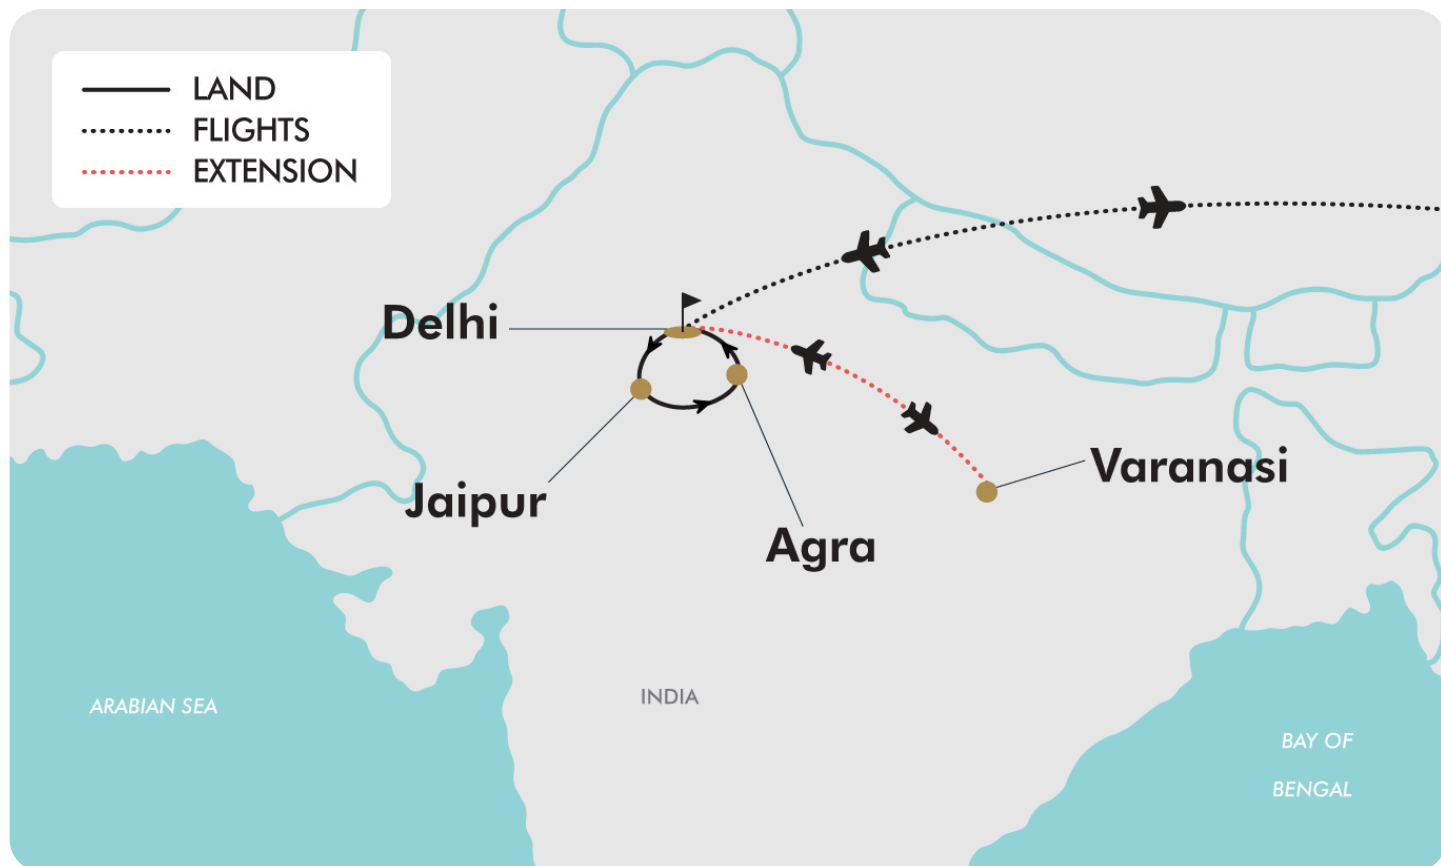 LAND
FLIGHTS
EXTENSION
Delhi
Jaipur
Agra
Varanasi
INDIA
ARABIAN SEA
BAY OF
BENGAL